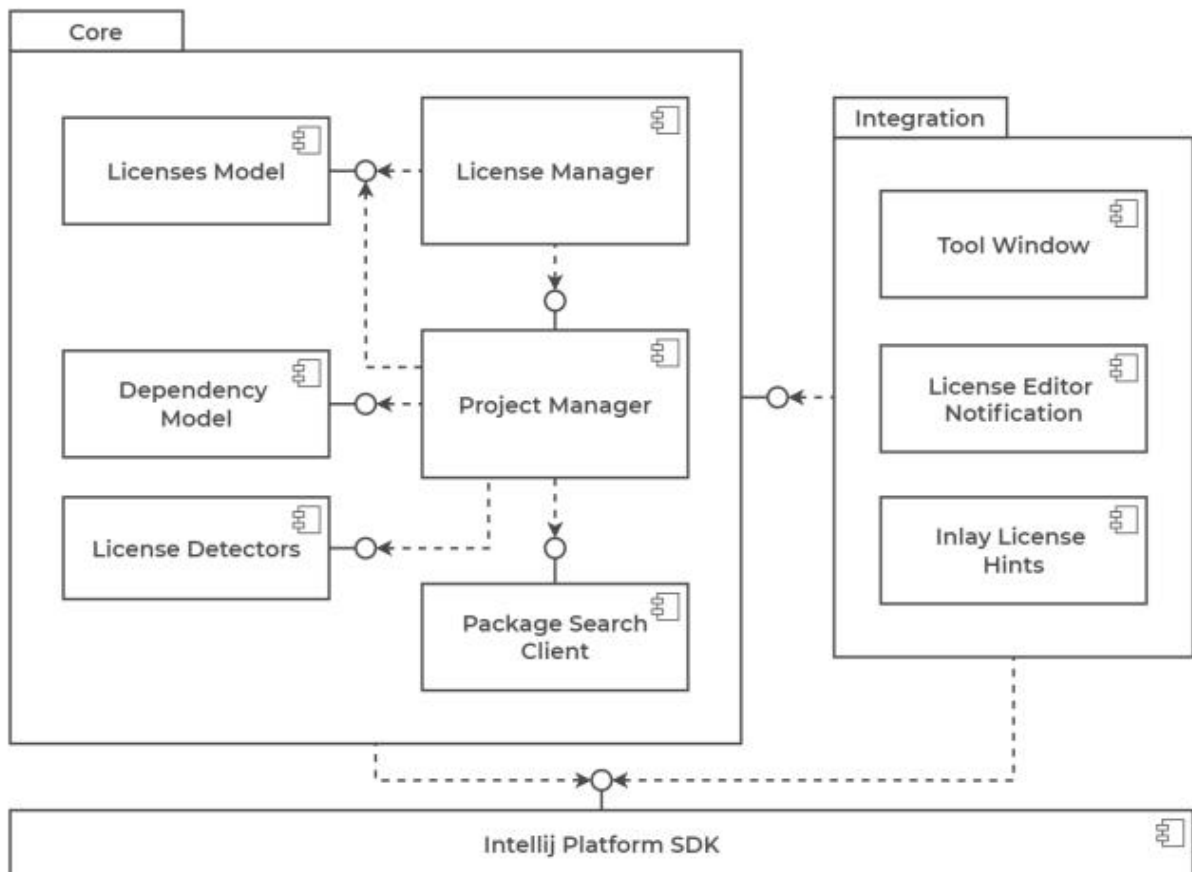 Core
Licenses Model
License Manager
Integration
Tool Window
Dependency
Model
Project Manager
License Editor
Notification
License Detectors
Inlay License
Hints
Package Search
Client
Intellij Platform SDK